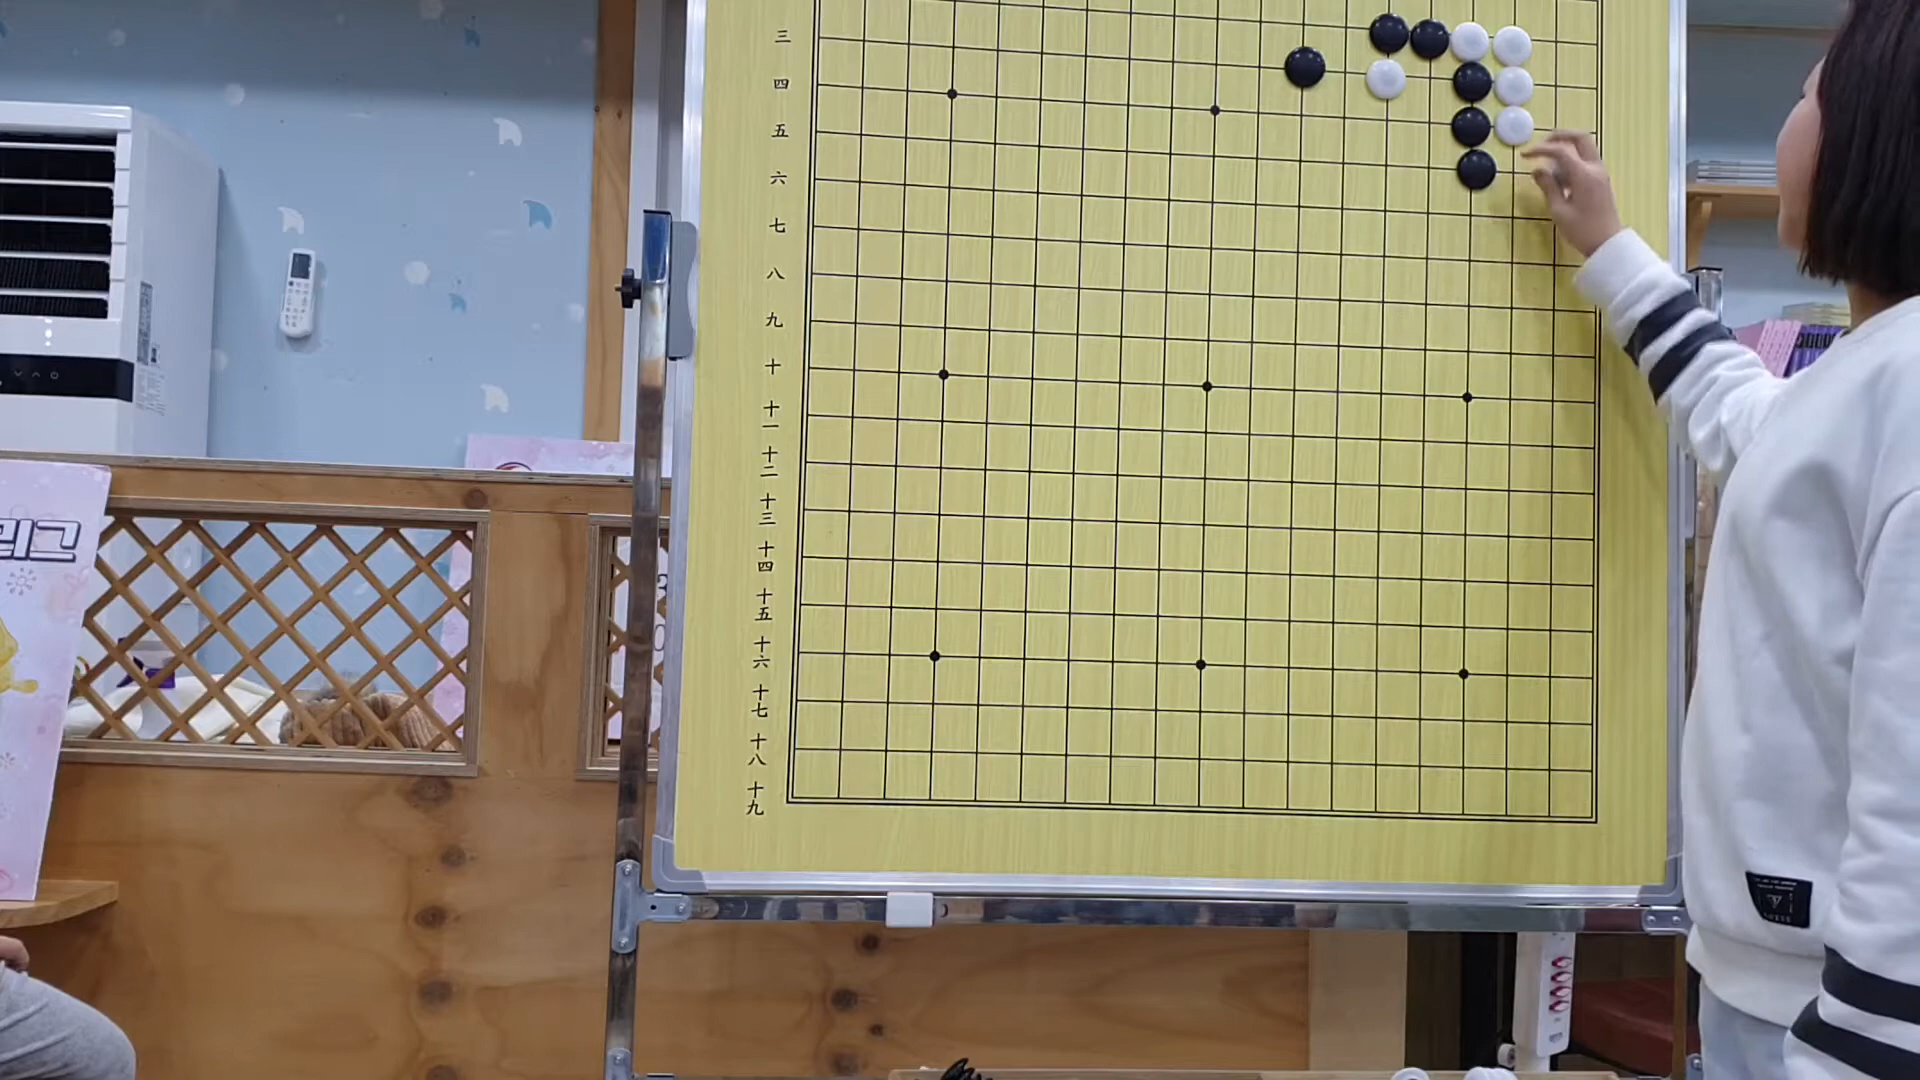 三
四
五
六
七
八
九
十
十一
十二
十三
十四
十五
十六
十七
十八
十九
리그